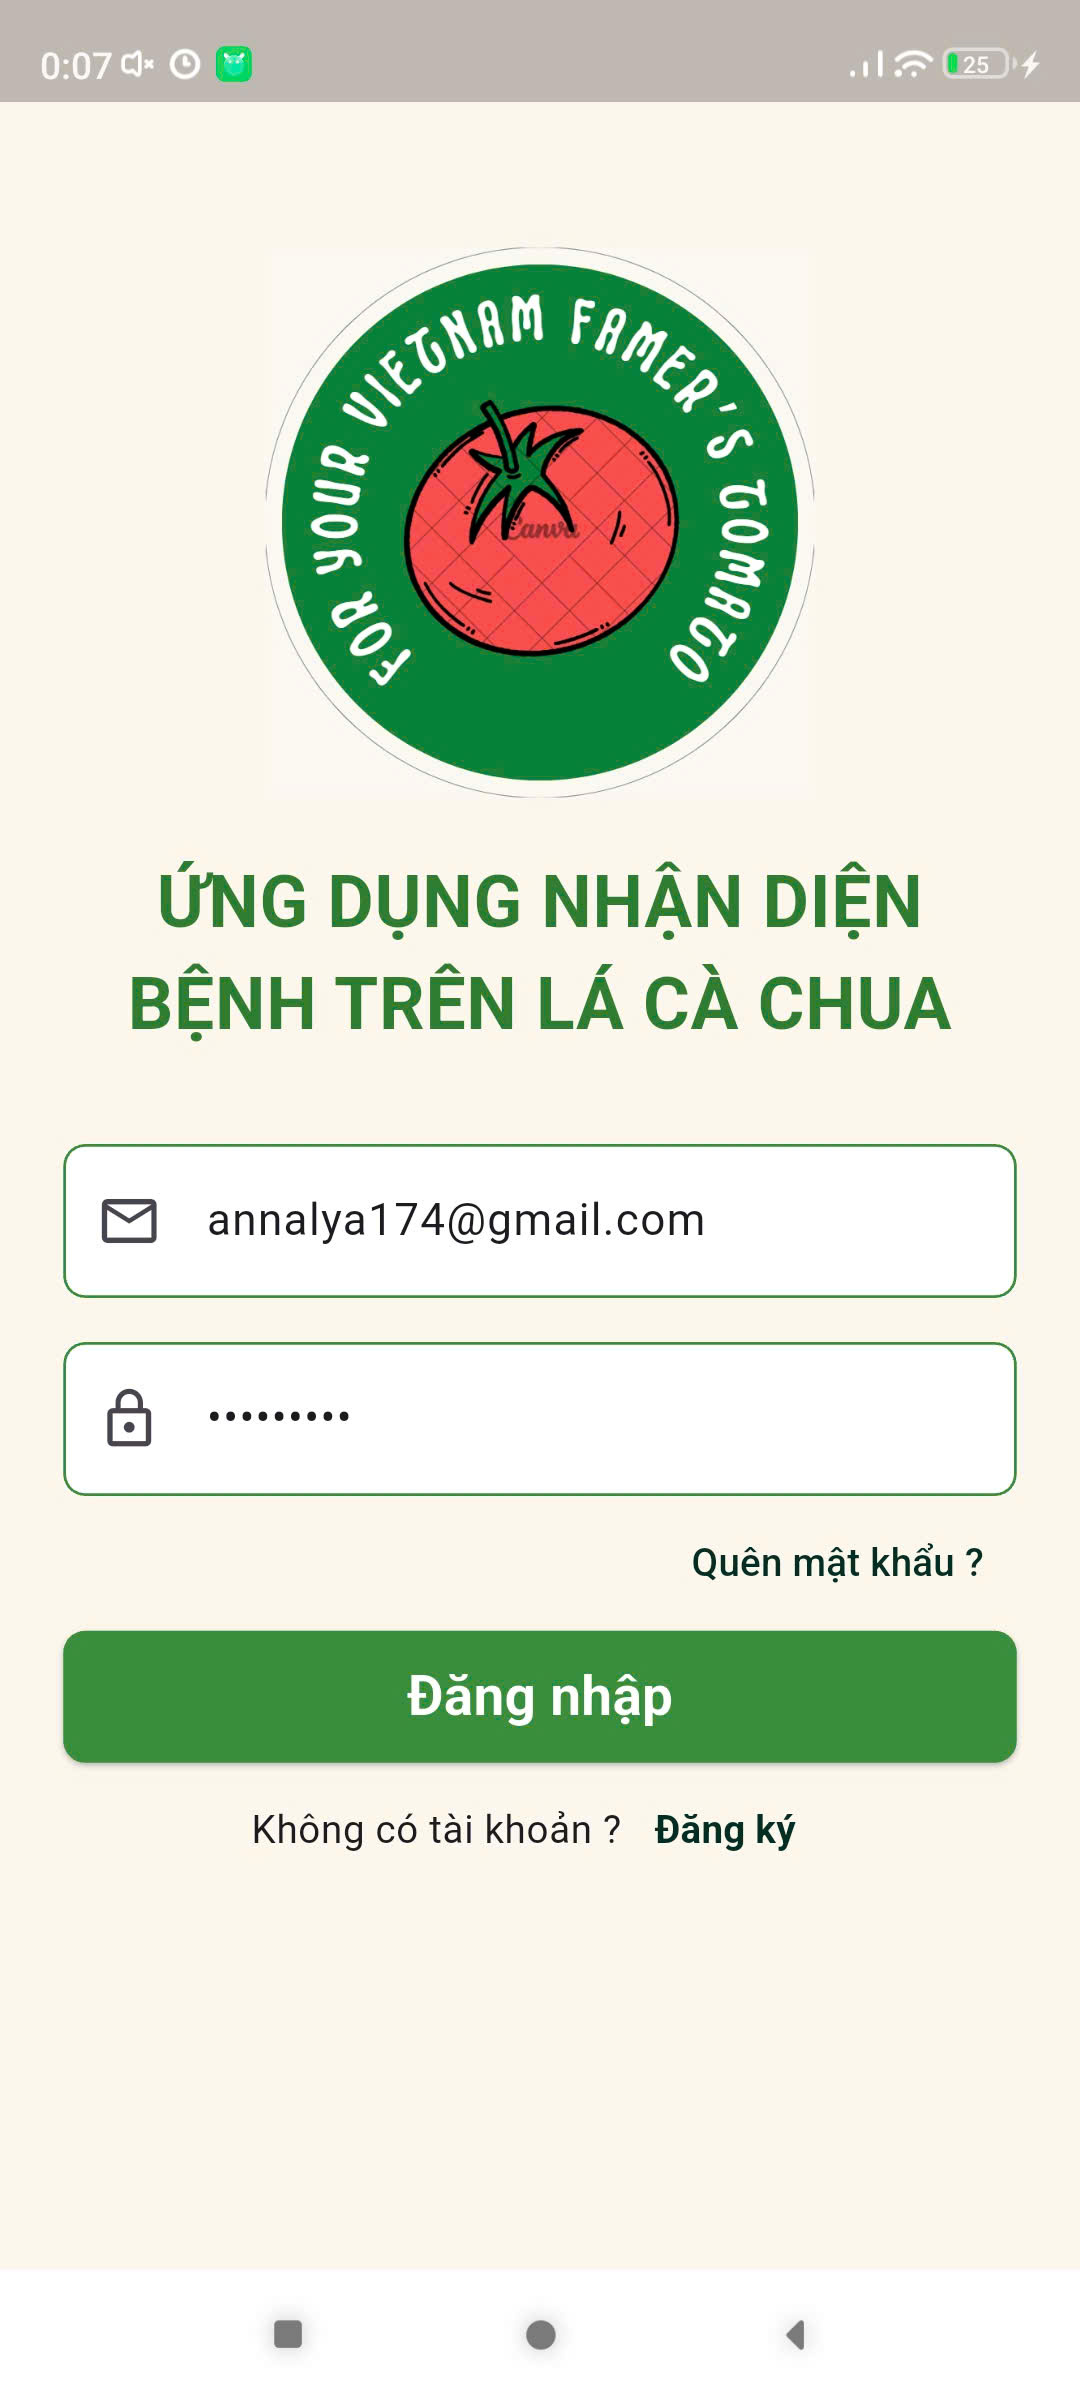 0:07
25
FOR YOUR VIETNAM FAMER'S TOMATO
Canva
ỨNG DỤNG NHẬN DIỆN
BỆNH TRÊN LÁ CÀ CHUA
annalya174@gmail.com
•••••••••
Quên mật khẩu ?
Đăng nhập
Không có tài khoản ? Đăng ký